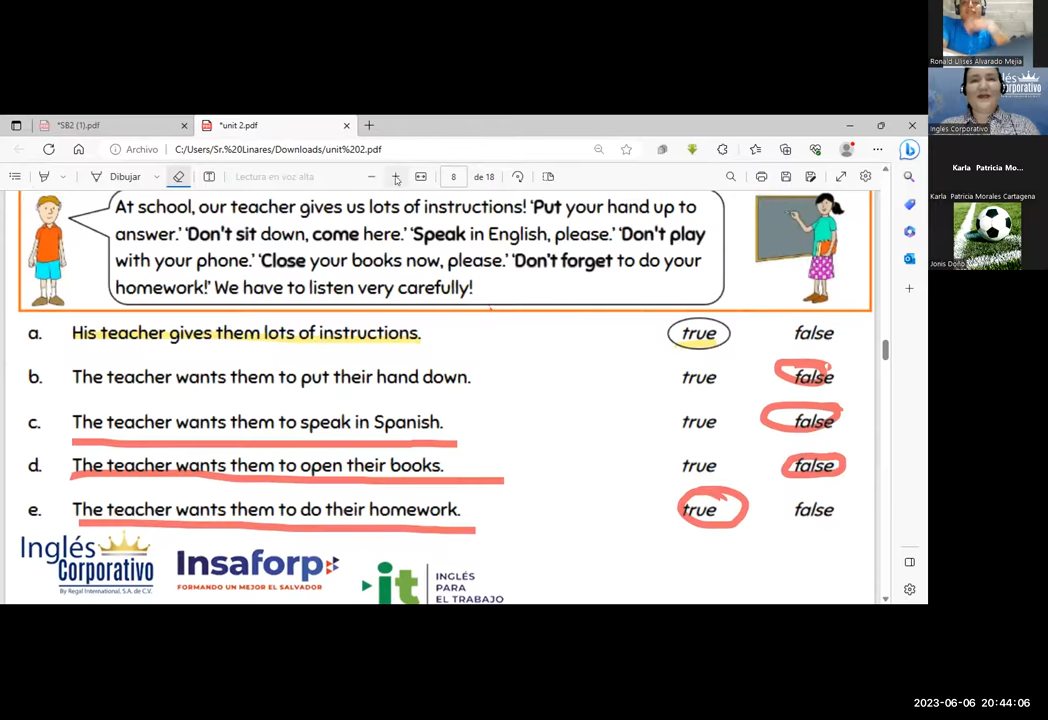 *SB2 (1).pdf
*unit 2.pdf
Archivo
C:/Users/Sr.%20Linares/Downloads/unit%202.pdf
Dibujar
Lectura en voz alta
8
de 18
At school, our teacher gives us lots of instructions! 'Put your hand up to
answer.' 'Don't sit down, come here.' 'Speak in English, please.' 'Don't play
with your phone.' 'Close your books now, please.' 'Don't forget to do your
homework!' We have to listen very carefully!
a. His teacher gives them lots of instructions. true false
b. The teacher wants them to put their hand down. true false
c. The teacher wants them to speak in Spanish. true false
d. The teacher wants them to open their books. true false
e. The teacher wants them to do their homework. true false
Inglés
Corporativo
By Regal International, S.A. de C.V.
Insaforp
FORMANDO UN MEJOR EL SALVADOR
it
INGLÉS
PARA
EL TRABAJO
Ronald Ulises Alvarado Mejia
lés
orporativo
Ingles Corporativo
Karla Patricia Mo...
Karla Patricia Morales Cartagena
Jonis Doño
2023-06-06 20:44:06